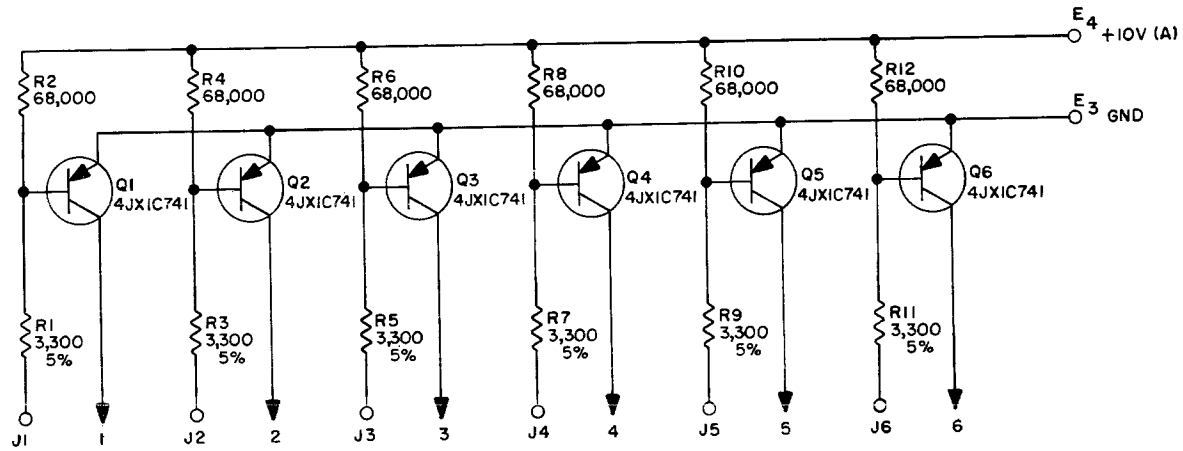 E4 +10V (A)
R2
68,000
R4
68,000
R6
68,000
R8
68,000
R10
68,000
R12
68,000
E3 GND
Q1
4JX1C741
Q2
4JX1C741
Q3
4JX1C741
Q4
4JX1C741
Q5
4JX1C741
Q6
4JX1C741
R1
3,300
5%
R3
3,300
5%
R5
3,300
5%
R7
3,300
5%
R9
3,300
5%
R11
3,300
5%
J1 1 J2 2 J3 3 J4 4 J5 5 J6 6